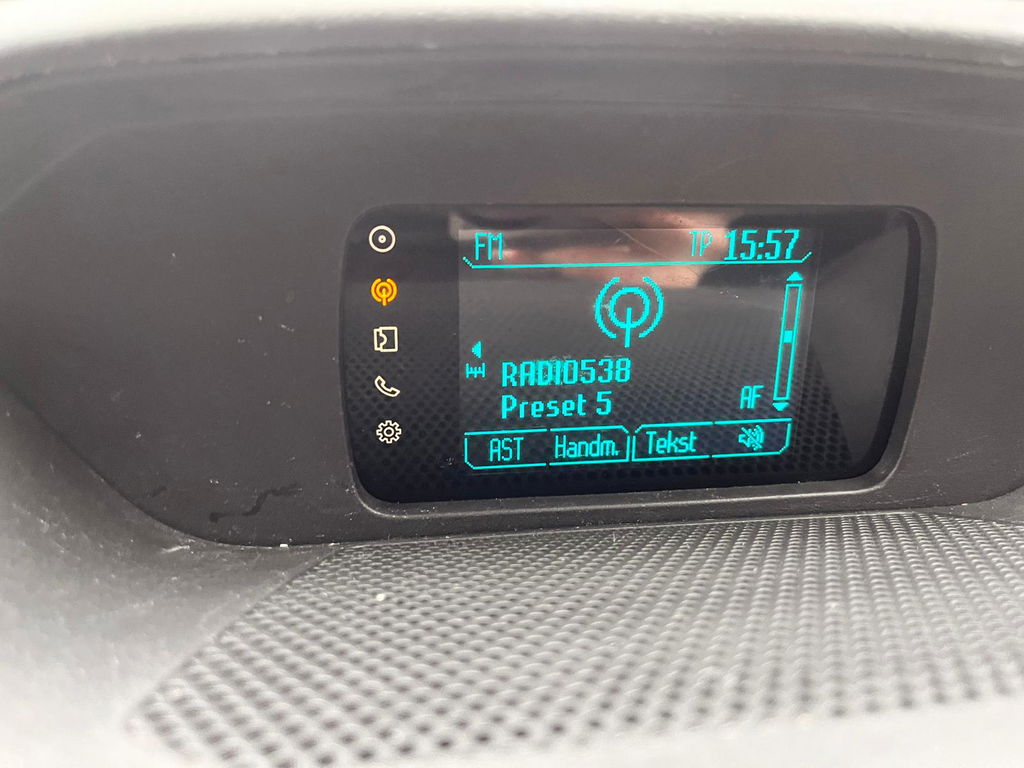 FM TP 15:57
RADIO538
Preset 5 AF
AST Handm. Tekst